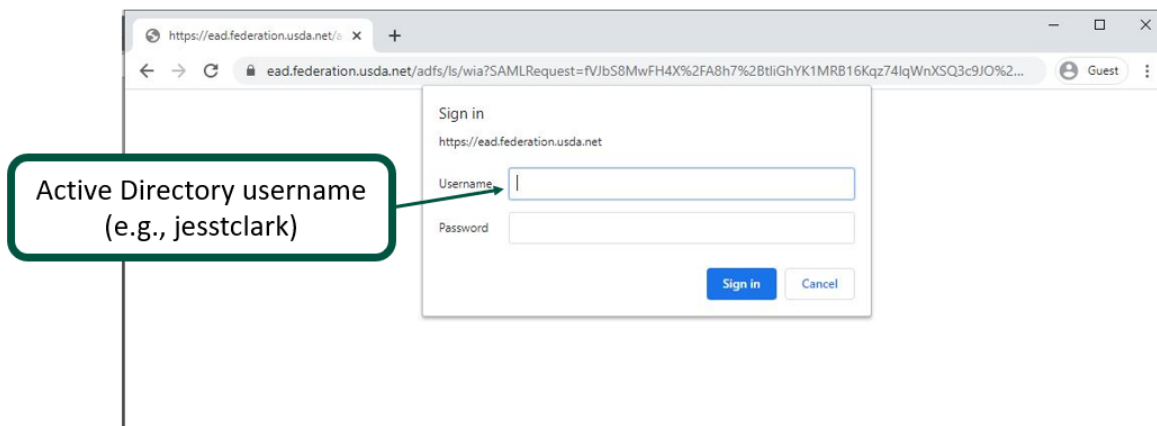 https://ead.federation.usda.net/a
ead.federation.usda.net/adfs/ls/wia?SAMLRequest=fVJbS8MwFH4X%2FA8h7%2BtIiGhYK1MRB16Kqz74IqWnXSQ3c9JO%2...
Guest
Sign in
https://ead.federation.usda.net
Active Directory username
(e.g., jesstclark)
Username
Password
Sign in
Cancel